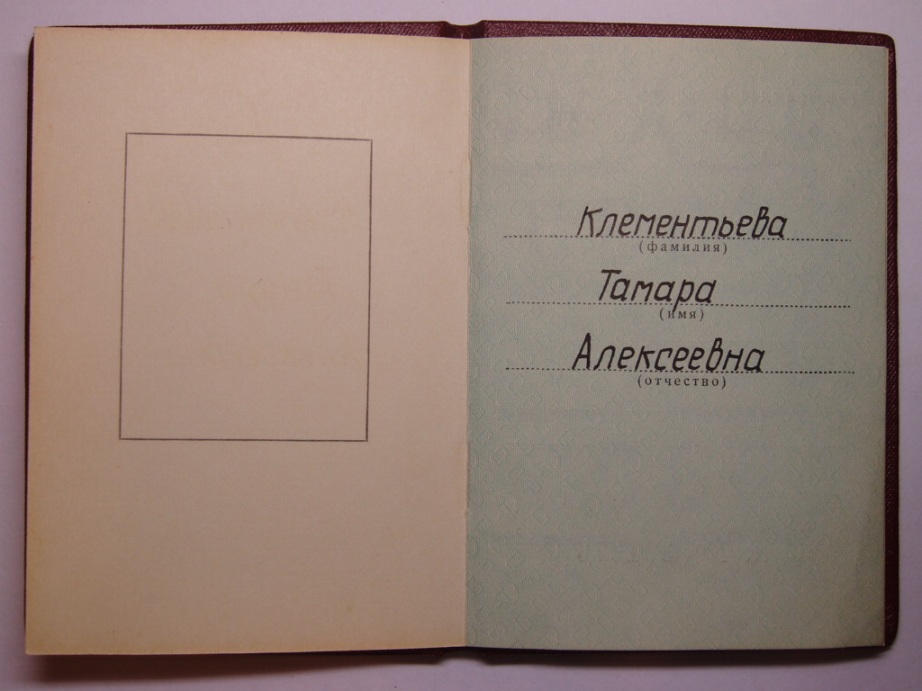 Клементьева
(фамилия)
Тамара
(имя)
Алексеевна
(отчество)